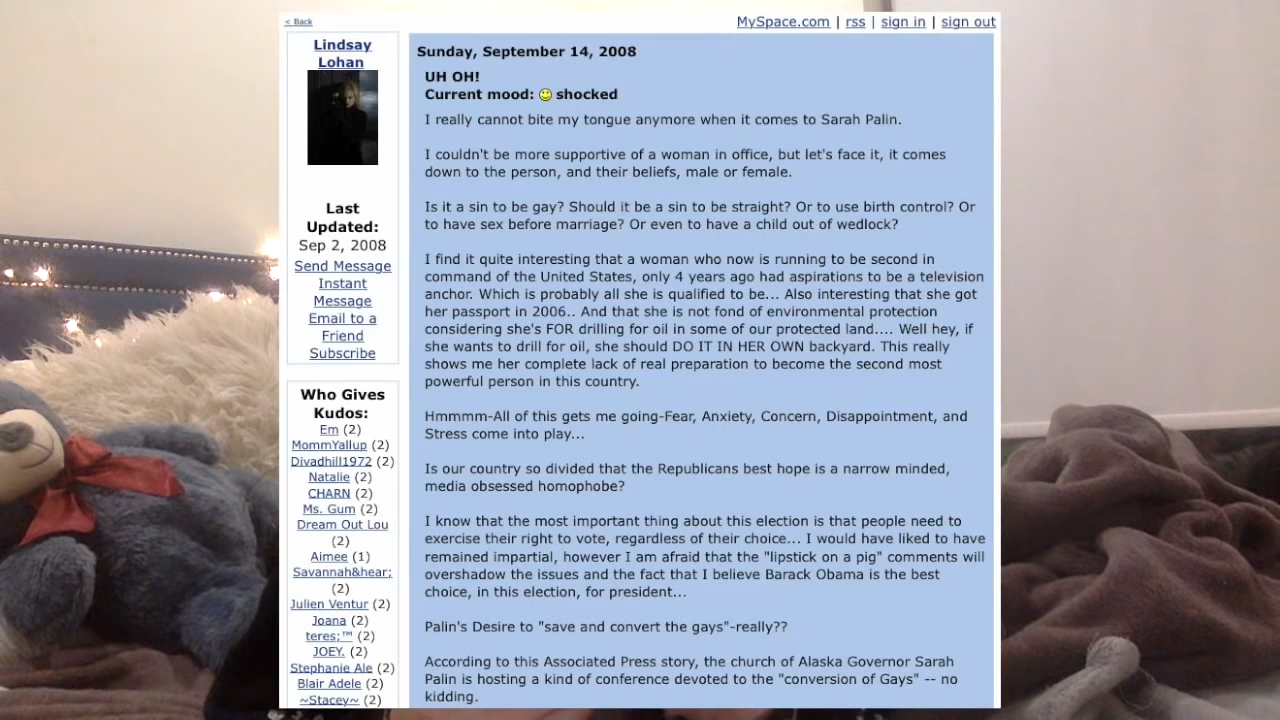 < Back
MySpace.com | rss | sign in | sign out
Lindsay
Lohan
Last
Updated:
Sep 2, 2008
Send Message
Instant
Message
Email to a
Friend
Subscribe
Who Gives
Kudos:
Em (2)
MommYallup (2)
Divadhill1972 (2)
Natalie (2)
CHARN (2)
Ms. Gum (2)
Dream Out Lou
(2)
Aimee (1)
Savannah&hear;
(2)
Julien Ventur (2)
Joana (2)
teres;™ (2)
JOEY. (2)
Stephanie Ale (2)
Blair Adele (2)
~Stacey~ (2)
Sunday, September 14, 2008
UH OH!
Current mood: shocked
I really cannot bite my tongue anymore when it comes to Sarah Palin.
I couldn't be more supportive of a woman in office, but let's face it, it comes
down to the person, and their beliefs, male or female.
Is it a sin to be gay? Should it be a sin to be straight? Or to use birth control? Or
to have sex before marriage? Or even to have a child out of wedlock?
I find it quite interesting that a woman who now is running to be second in
command of the United States, only 4 years ago had aspirations to be a television
anchor. Which is probably all she is qualified to be... Also interesting that she got
her passport in 2006.. And that she is not fond of environmental protection
considering she's FOR drilling for oil in some of our protected land.... Well hey, if
she wants to drill for oil, she should DO IT IN HER OWN backyard. This really
shows me her complete lack of real preparation to become the second most
powerful person in this country.
Hmmmm-All of this gets me going-Fear, Anxiety, Concern, Disappointment, and
Stress come into play...
Is our country so divided that the Republicans best hope is a narrow minded,
media obsessed homophobe?
I know that the most important thing about this election is that people need to
exercise their right to vote, regardless of their choice... I would have liked to have
remained impartial, however I am afraid that the "lipstick on a pig" comments will
overshadow the issues and the fact that I believe Barack Obama is the best
choice, in this election, for president...
Palin's Desire to "save and convert the gays"-really??
According to this Associated Press story, the church of Alaska Governor Sarah
Palin is hosting a kind of conference devoted to the "conversion of Gays" -- no
kidding.